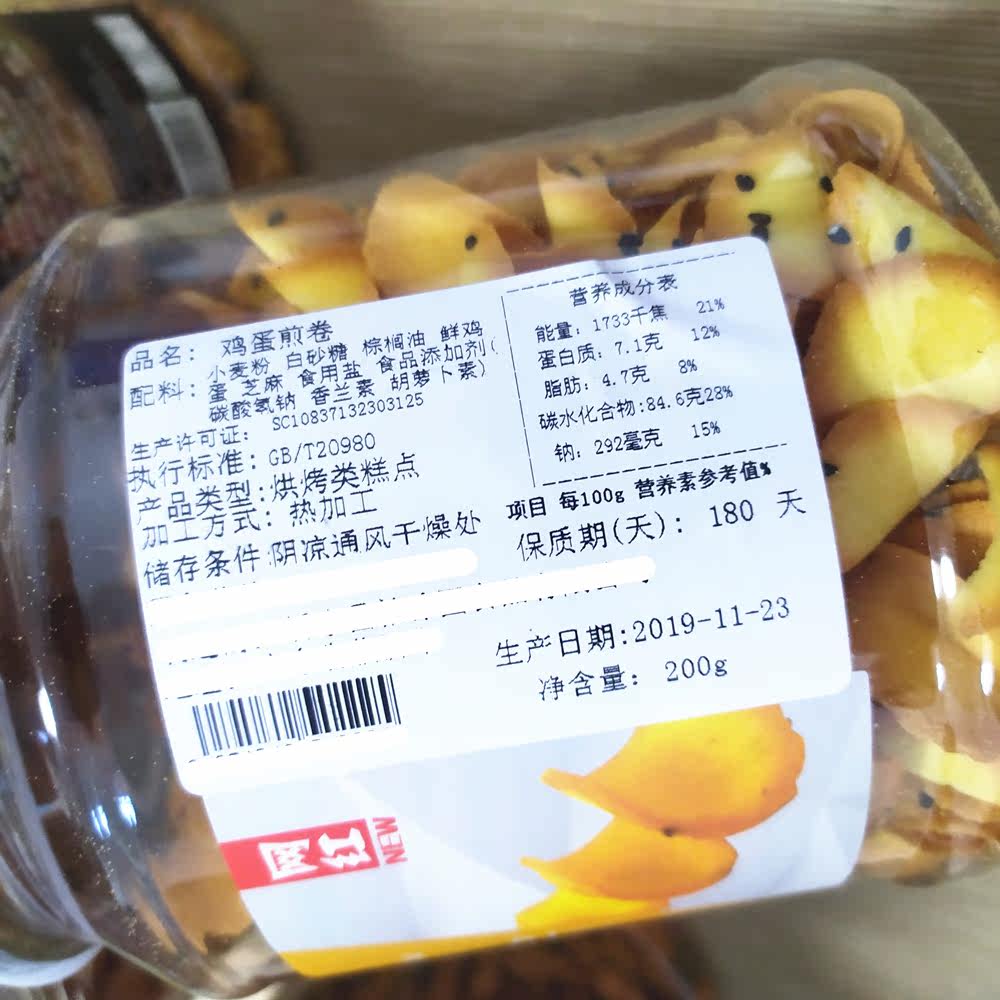 品名: 鸡蛋煎卷
配料: 小麦粉 白砂糖 棕榈油 鲜鸡
蛋 芝麻 食用盐 食品添加剂(
碳酸氢钠 香兰素 胡萝卜素)
生产许可证: SC10837132303125
执行标准: GB/T20980
产品类型: 烘烤类糕点
加工方式: 热加工
储存条件: 阴凉通风干燥处
营养成分表
能量: 1733千焦 21%
蛋白质: 7.1克 12%
脂肪: 4.7克 8%
碳水化合物:84.6克28%
钠: 292毫克 15%
项目 每100g 营养素参考值%
保质期(天): 180 天
生产日期:2019-11-23
净含量: 200g
网红
NEW